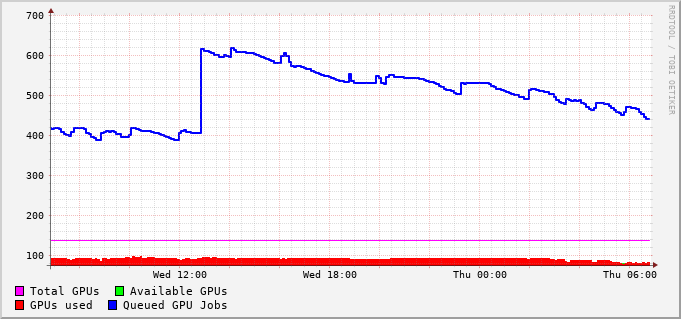 700
600
500
400
300
200
100
Wed 12:00 Wed 18:00 Thu 00:00 Thu 06:00
Total GPUs Available GPUs
GPUs used Queued GPU Jobs
RRDTOOL / TOBI OETIKER